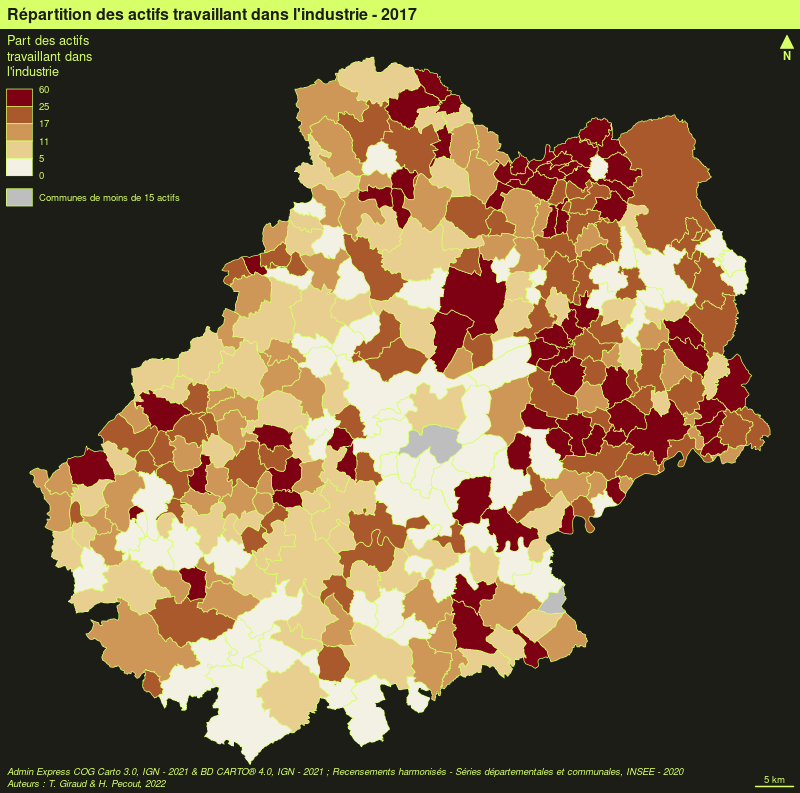 Répartition des actifs travaillant dans l'industrie - 2017
Part des actifs
travaillant dans
l'industrie
N
60
25
17
11
5
0
Communes de moins de 15 actifs
Admin Express COG Carto 3.0, IGN - 2021 & BD CARTO® 4.0, IGN - 2021 ; Recensements harmonisés - Séries départementales et communales, INSEE - 2020
Auteurs : T. Giraud & H. Pecout, 2022
5 km